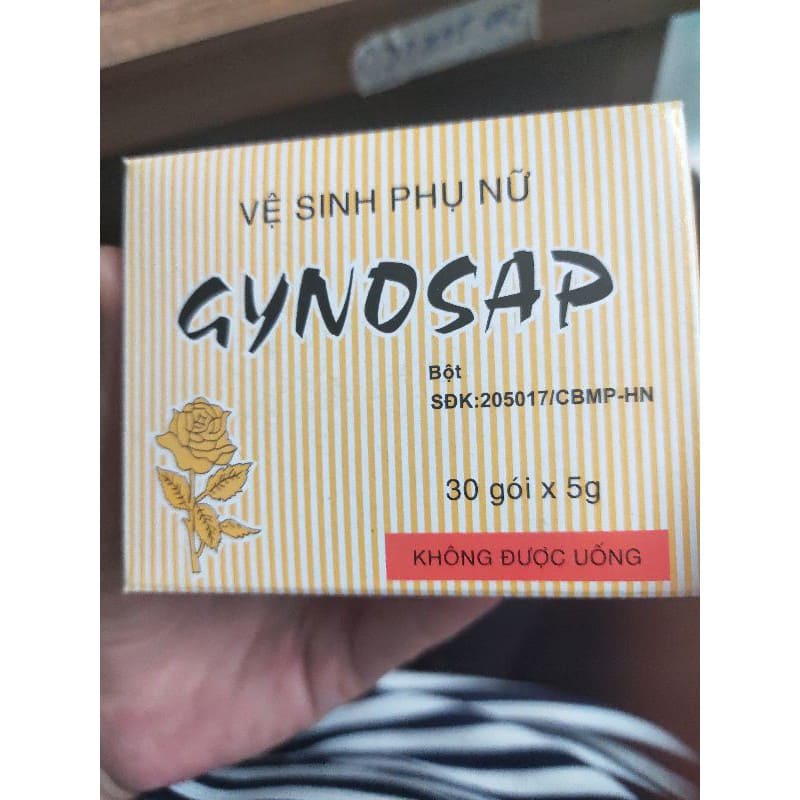 VỆ SINH PHỤ NỮ
GYNOSAP
Bột
SĐK:205017/CBMP-HN
30 gói x 5g
KHÔNG ĐƯỢC UỐNG